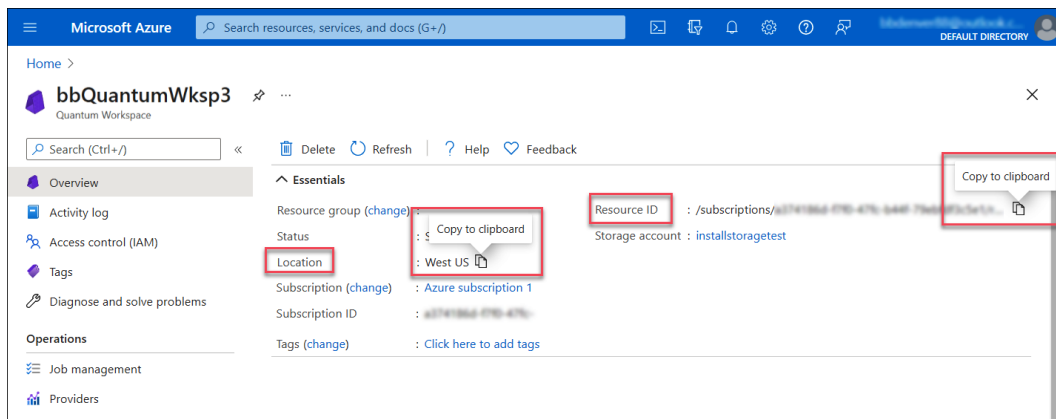 Microsoft Azure
Search resources, services, and docs (G+/)
DEFAULT DIRECTORY
Home >
bbQuantumWksp3
Quantum Workspace
Search (Ctrl+/)
«
Delete
Refresh
Help
Feedback
Overview
Activity log
Access control (IAM)
Tags
Diagnose and solve problems
Operations
Job management
Providers
Essentials
Resource group (change) :
Status : S
Copy to clipboard
Location : West US
Subscription (change) : Azure subscription 1
Subscription ID :
Tags (change) : Click here to add tags
Copy to clipboard
Resource ID : /subscriptions/
Storage account : installstoragetest